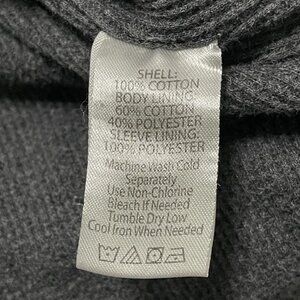 SHELL:
100% COTTON
BODY LINING:
60% COTTON
40% POLYESTER
SLEEVE LINING:
100% POLYESTER
Machine Wash Cold
Separately
Use Non-Chlorine
Bleach If Needed
Tumble Dry Low
Cool Iron When Needed